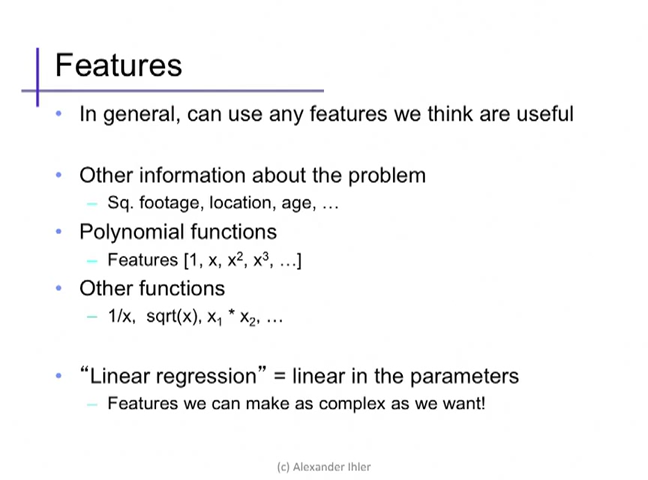 Features
• In general, can use any features we think are useful
• Other information about the problem
– Sq. footage, location, age, …
• Polynomial functions
– Features [1, x, x², x³, …]
• Other functions
– 1/x, sqrt(x), x₁ * x₂, …
• “Linear regression” = linear in the parameters
– Features we can make as complex as we want!
(c) Alexander Ihler